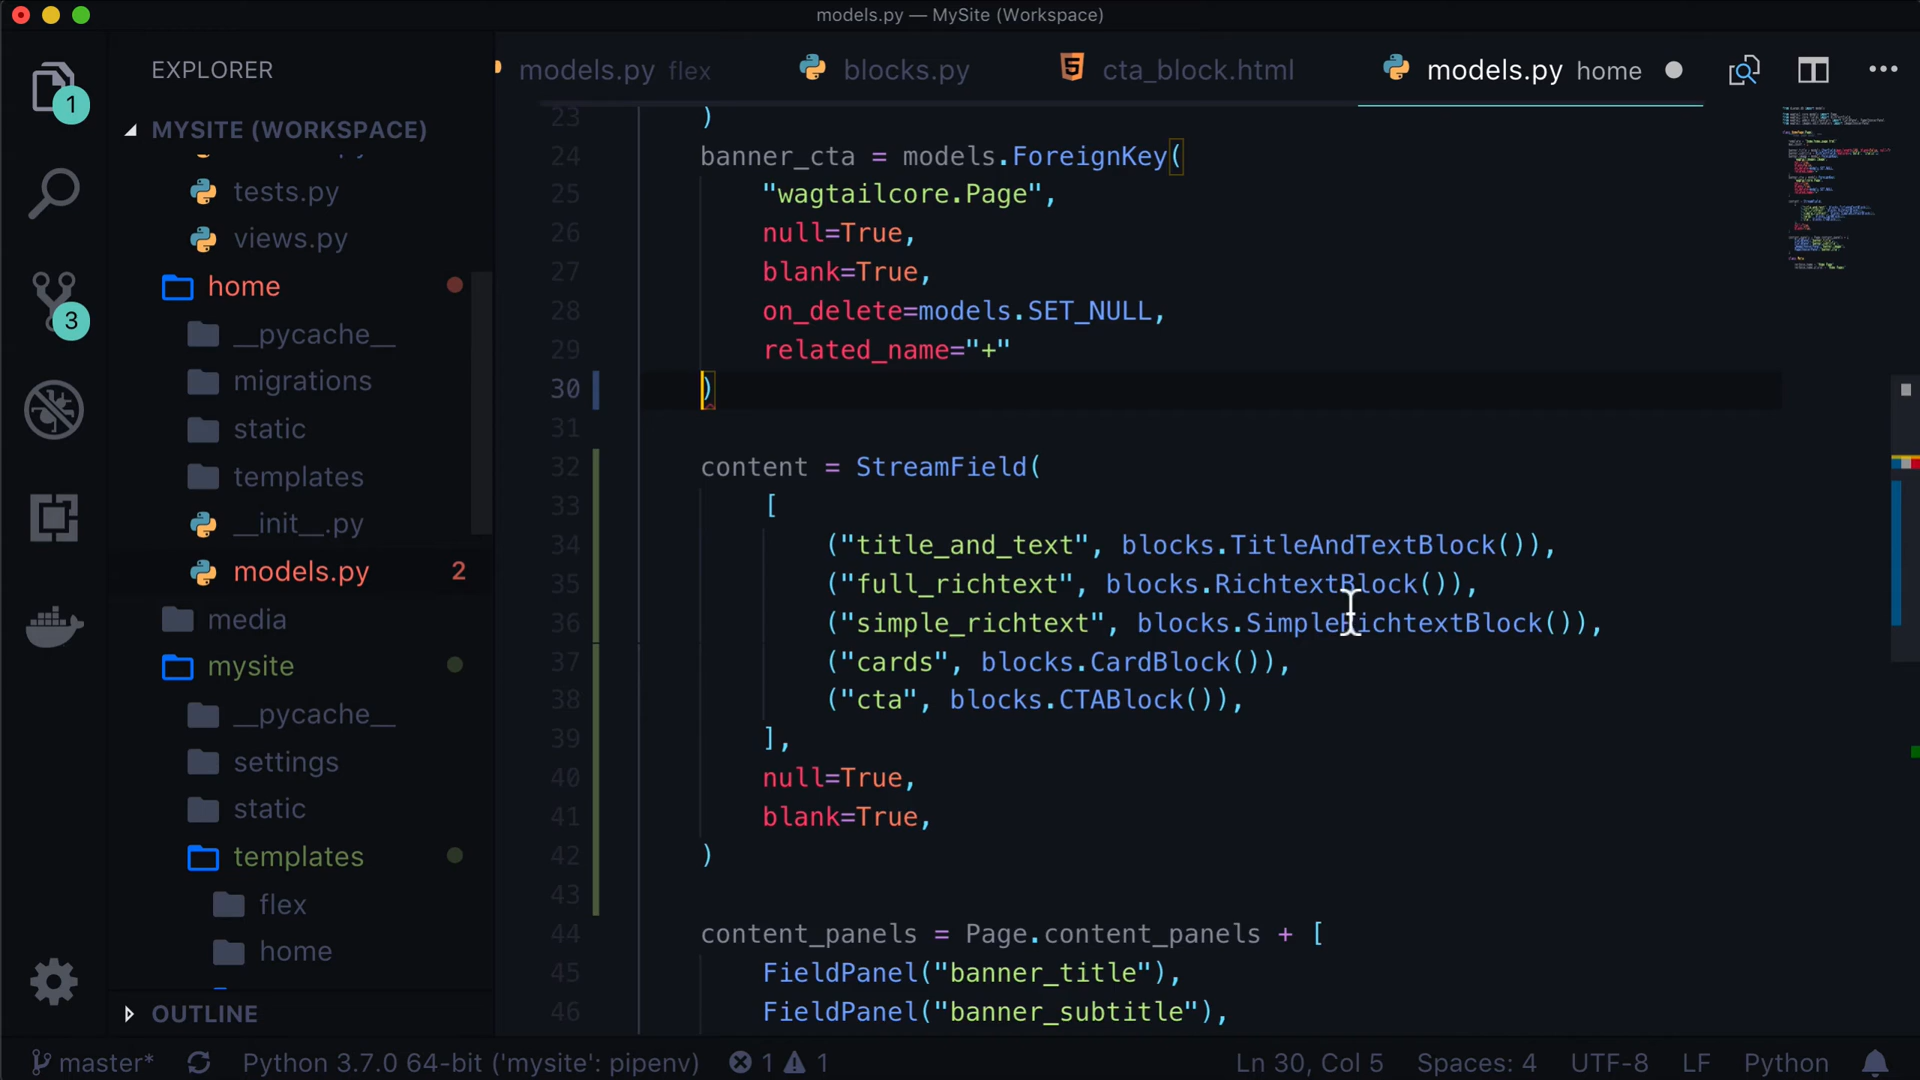 models.py — MySite (Workspace)
EXPLORER
models.py flex
blocks.py
cta_block.html
models.py home
1
MYSITE (WORKSPACE)
tests.py
views.py
home
__pycache__
migrations
static
templates
__init__.py
models.py 2
media
mysite
__pycache__
settings
static
templates
flex
home
OUTLINE
3
23 )
24 banner_cta = models.ForeignKey(
25 "wagtailcore.Page",
26 null=True,
27 blank=True,
28 on_delete=models.SET_NULL,
29 related_name="+"
30 )
31
32 content = StreamField(
33 [
34 ("title_and_text", blocks.TitleAndTextBlock()),
35 ("full_richtext", blocks.RichtextBlock()),
36 ("simple_richtext", blocks.SimpleRichtextBlock()),
37 ("cards", blocks.CardBlock()),
38 ("cta", blocks.CTABlock()),
39 ],
40 null=True,
41 blank=True,
42 )
43
44 content_panels = Page.content_panels + [
45 FieldPanel("banner_title"),
46 FieldPanel("banner_subtitle"),
master* Python 3.7.0 64-bit ('mysite': pipenv) 1 1 Ln 30, Col 5 Spaces: 4 UTF-8 LF Python